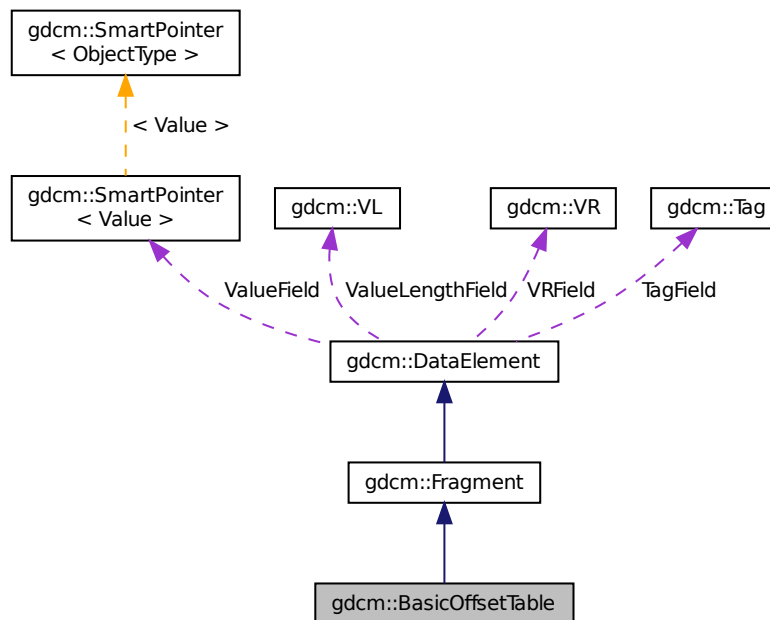 gdcm::SmartPointer
< ObjectType >
< Value >
gdcm::SmartPointer
< Value >
gdcm::VL
gdcm::VR
gdcm::Tag
ValueField
ValueLengthField
VRField
TagField
gdcm::DataElement
gdcm::Fragment
gdcm::BasicOffsetTable